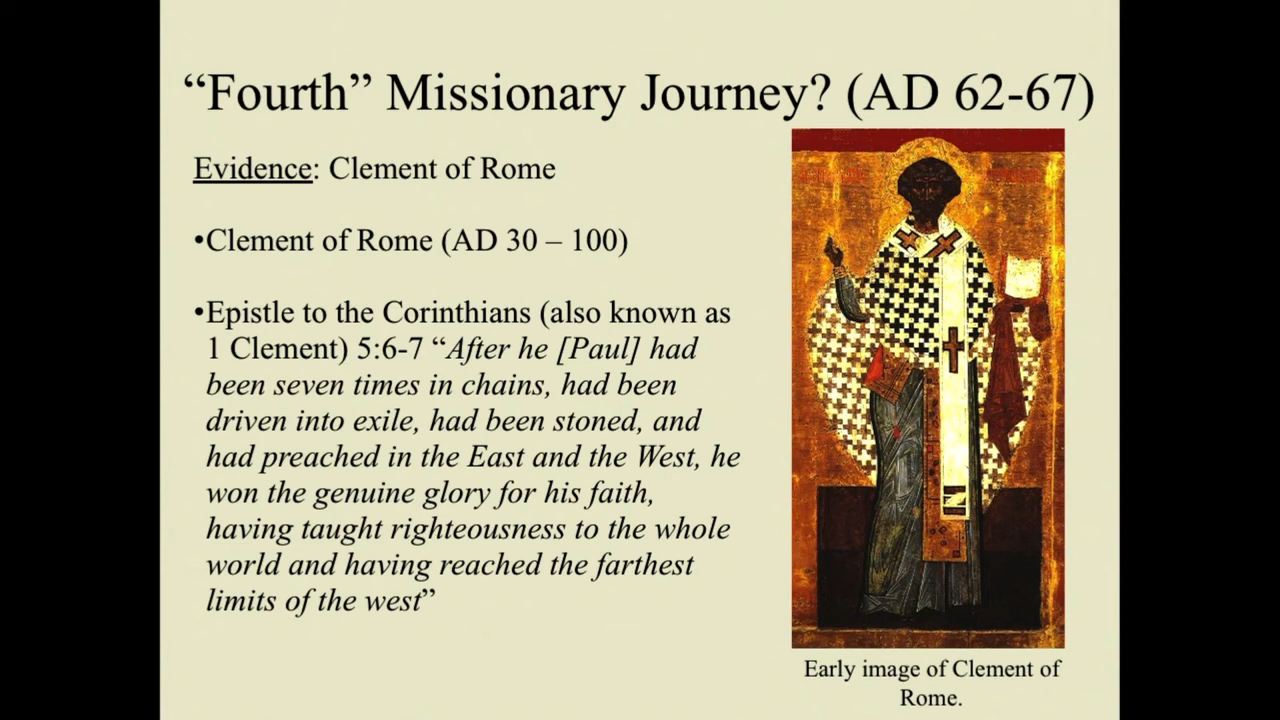 “Fourth” Missionary Journey? (AD 62-67)
Evidence: Clement of Rome
•Clement of Rome (AD 30 – 100)
•Epistle to the Corinthians (also known as
1 Clement) 5:6-7 “After he [Paul] had
been seven times in chains, had been
driven into exile, had been stoned, and
had preached in the East and the West, he
won the genuine glory for his faith,
having taught righteousness to the whole
world and having reached the farthest
limits of the west”
Early image of Clement of
Rome.